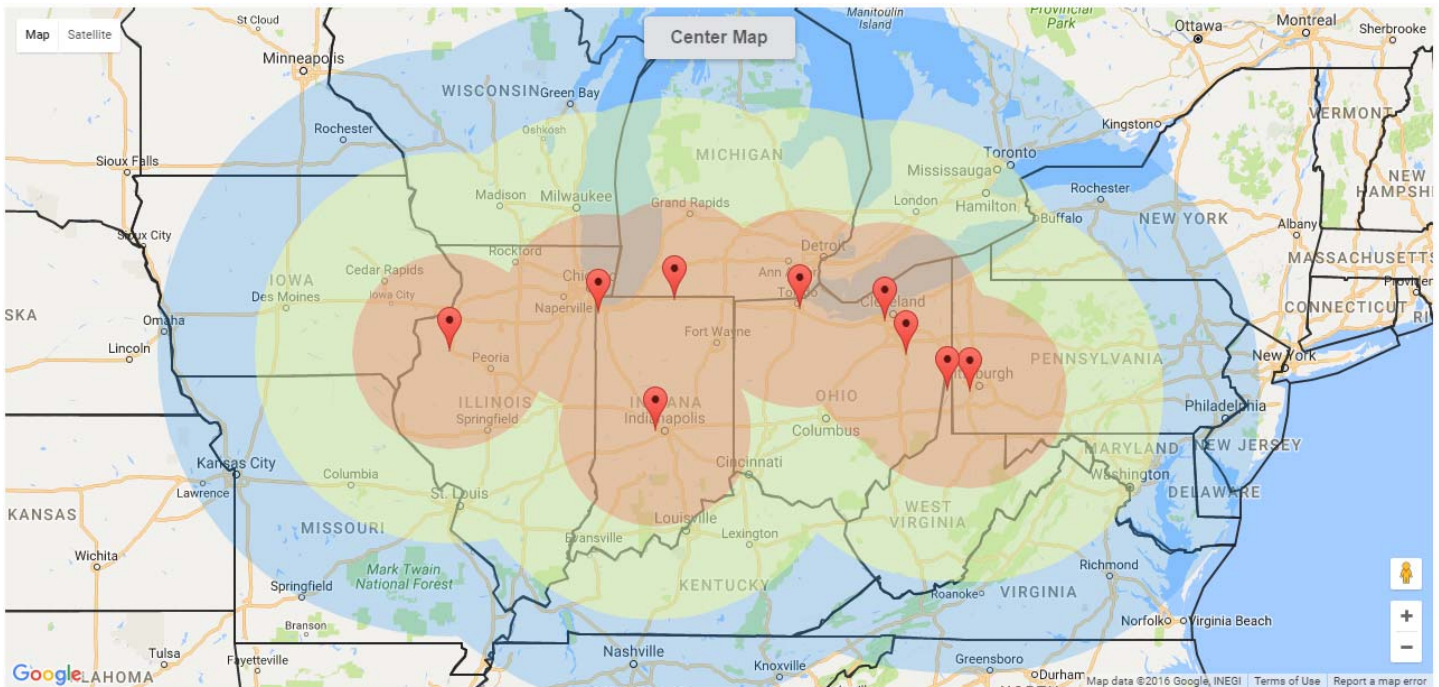 Map Satellite
Center Map
St Cloud
Minneapolis
WISCONSIN
Green Bay
Manitoulin Island
Provincial Park
Ottawa
Montreal
Sherbrooke
Rochester
Oshkosh
Kingston
VERMONT
Sioux Falls
MICHIGAN
Toronto
Mississauga
Madison
Milwaukee
Grand Rapids
London
Hamilton
Rochester
NEW HAMPSH
Buffalo
NEW YORK
Albany
Sioux City
Rockford
Detroit
MASSACHUSETTS
IOWA
Cedar Rapids
Chic
Ann
Cleveland
Provider
Des Moines
Iowa City
Naperville
CONNECTICUT
RI
SKA
Omaha
Fort Wayne
Lincoln
Peoria
PENNSYLVANIA
New York
ILLINOIS
Springfield
Indianapolis
OHIO
Columbus
Philadelphia
MARYLAND
NEW JERSEY
Kansas City
Columbia
Cincinnati
Washington
Lawrence
St. Louis
DELAWARE
KANSAS
MISSOURI
Louisville
WEST VIRGINIA
Evansville
Lexington
Wichita
Mark Twain National Forest
KENTUCKY
Richmond
Springfield
Roanoke
VIRGINIA
Branson
Norfolk
Virginia Beach
Tulsa
Nashville
Fayetteville
Knoxville
Greensboro
Durham
Google
LAHOMA
Map data ©2016 Google, INEGI Terms of Use Report a map error